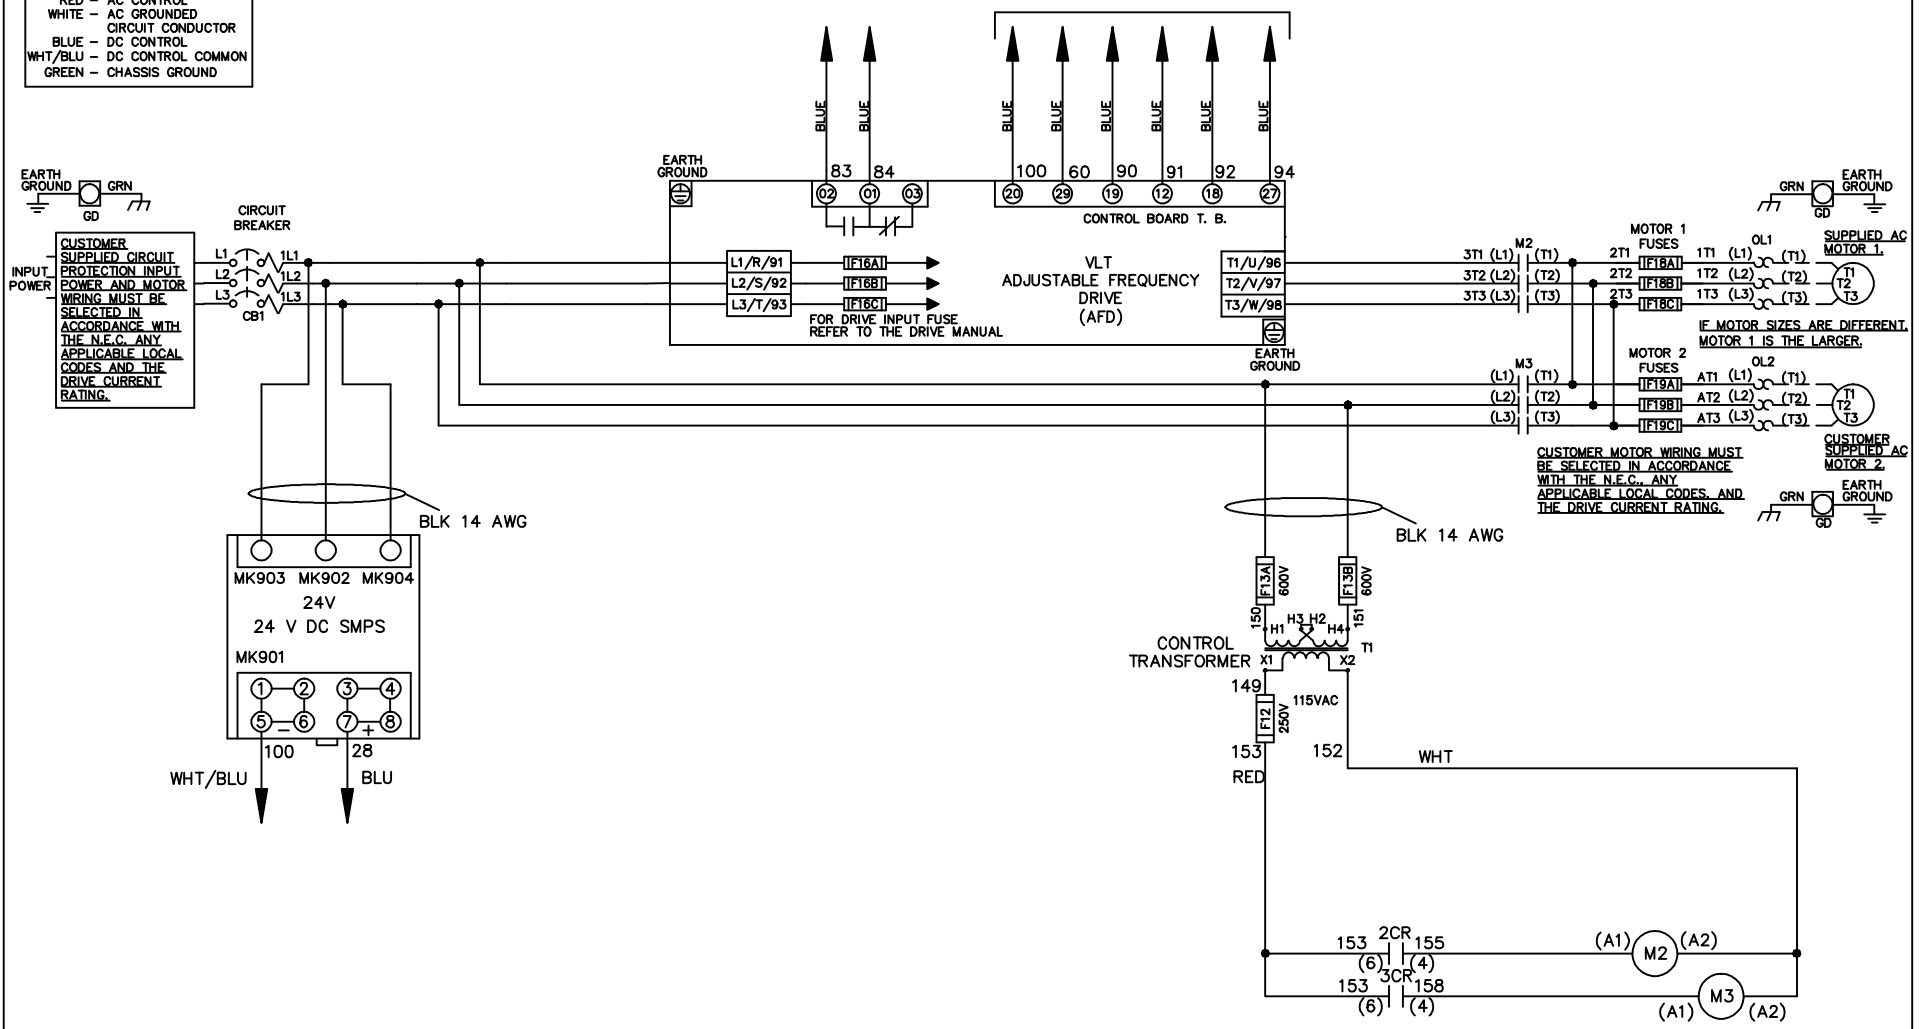 RED – AC CONTROL
WHITE – AC GROUNDED
CIRCUIT CONDUCTOR
BLUE – DC CONTROL
WHT/BLU – DC CONTROL COMMON
GREEN – CHASSIS GROUND
BLUE
BLUE
BLUE
BLUE
BLUE
BLUE
BLUE
BLUE
EARTH
GROUND
GRN
GD
INPUT
POWER
CUSTOMER
SUPPLIED CIRCUIT
PROTECTION INPUT
POWER AND MOTOR
WIRING MUST BE
SELECTED IN
ACCORDANCE WITH
THE N.E.C. ANY
APPLICABLE LOCAL
CODES AND THE
DRIVE CURRENT
RATING.
CIRCUIT
BREAKER
L1 1L1
L2 1L2
L3 1L3
CB1
EARTH
GROUND
83 84
02 01 03
100 60 90 91 92 94
20 29 19 12 18 27
CONTROL BOARD T. B.
L1/R/91
L2/S/92
L3/T/93
F16A
F16B
F16C
FOR DRIVE INPUT FUSE
REFER TO THE DRIVE MANUAL
VLT
ADJUSTABLE FREQUENCY
DRIVE
(AFD)
T1/U/96
T2/V/97
T3/W/98
EARTH
GROUND
M2
3T1 (L1) (T1)
3T2 (L2) (T2)
3T3 (L3) (T3)
MOTOR 1
FUSES
2T1 F18A 1T1 (L1) (T1)
2T2 F18B 1T2 (L2) (T2)
2T3 F18C 1T3 (L3) (T3)
OL1
GRN
EARTH
GROUND
GD
SUPPLIED AC
MOTOR 1.
T1
T2
T3
IF MOTOR SIZES ARE DIFFERENT,
MOTOR 1 IS THE LARGER.
M3
(L1) (T1)
(L2) (T2)
(L3) (T3)
MOTOR 2
FUSES
F19A AT1 (L1) (T1)
F19B AT2 (L2) (T2)
F19C AT3 (L3) (T3)
OL2
T1
T2
T3
CUSTOMER
SUPPLIED AC
MOTOR 2.
CUSTOMER MOTOR WIRING MUST
BE SELECTED IN ACCORDANCE
WITH THE N.E.C., ANY
APPLICABLE LOCAL CODES, AND
THE DRIVE CURRENT RATING.
GRN
EARTH
GROUND
GD
BLK 14 AWG
MK903 MK902 MK904
24V
24 V DC SMPS
MK901
1 2 3 4
5 6 7 8
– +
100 28
WHT/BLU BLU
BLK 14 AWG
F13A
600V
F13B
600V
150
151
H1 H3 H2 H4
T1
CONTROL
TRANSFORMER
X1 X2
149
115VAC
F12
250V
153
152
RED
WHT
2CR
153 155
(6) (4)
(A1) M2 (A2)
3CR
153 158
(6) (4)
(A1) M3 (A2)